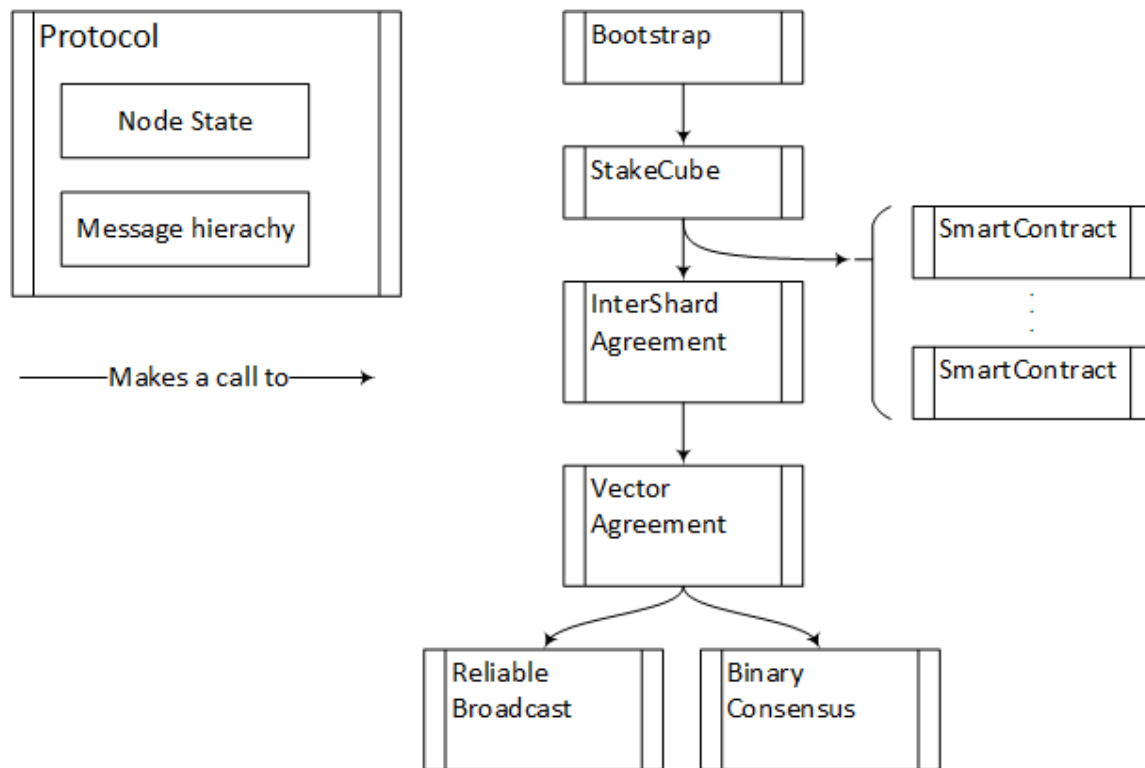 Protocol
Node State
Message hierachy
Makes a call to
Bootstrap
StakeCube
InterShard
Agreement
Vector
Agreement
Reliable
Broadcast
Binary
Consensus
SmartContract
SmartContract